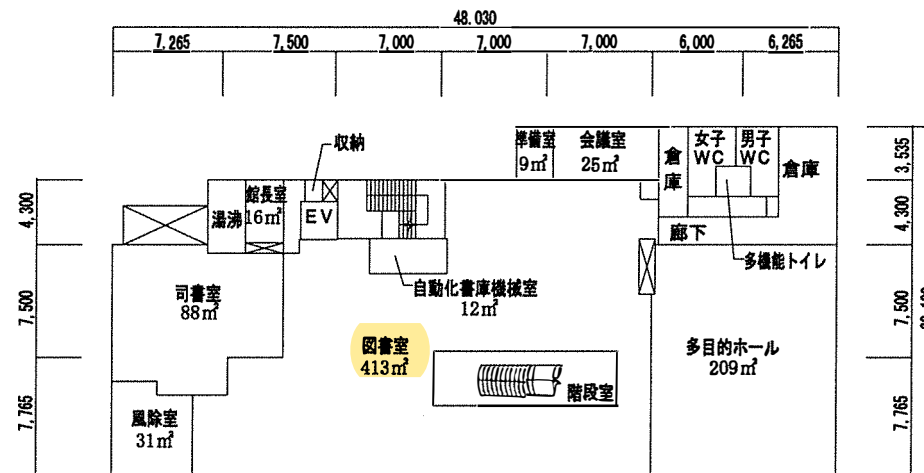 48.030
7,265 7,500 7,000 7,000 7,000 6,000 6,265
収納
準備室
9㎡
会議室
25㎡
倉庫
女子
WC
男子
WC
倉庫
3,535
4,300
4,300
湯沸
館長室
16㎡
EV
廊下
多機能トイレ
自動化書庫機械室
12㎡
司書室
88㎡
7,500
7,500
図書室
413㎡
多目的ホール
209㎡
階段室
風除室
31㎡
7,765
7,765